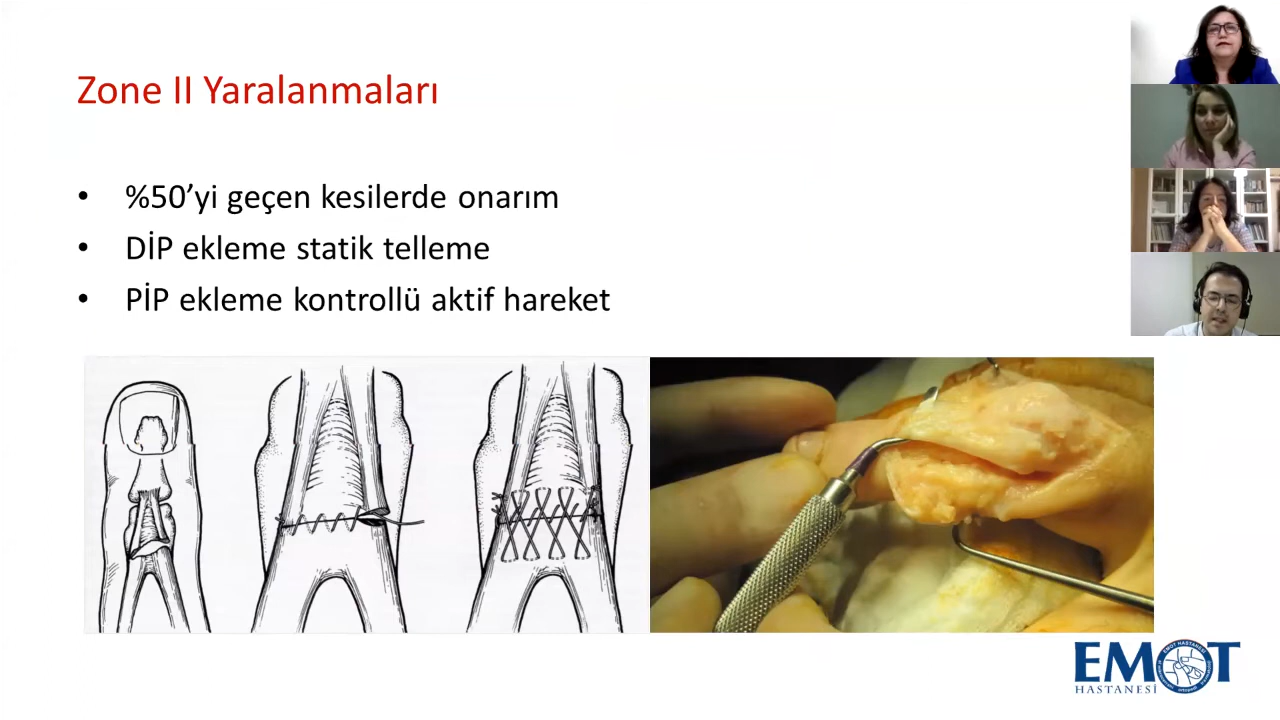 Zone II Yaralanmaları
• %50’yi geçen kesilerde onarım
• DİP ekleme statik telleme
• PİP ekleme kontrollü aktif hareket
EMOT
HASTANESİ